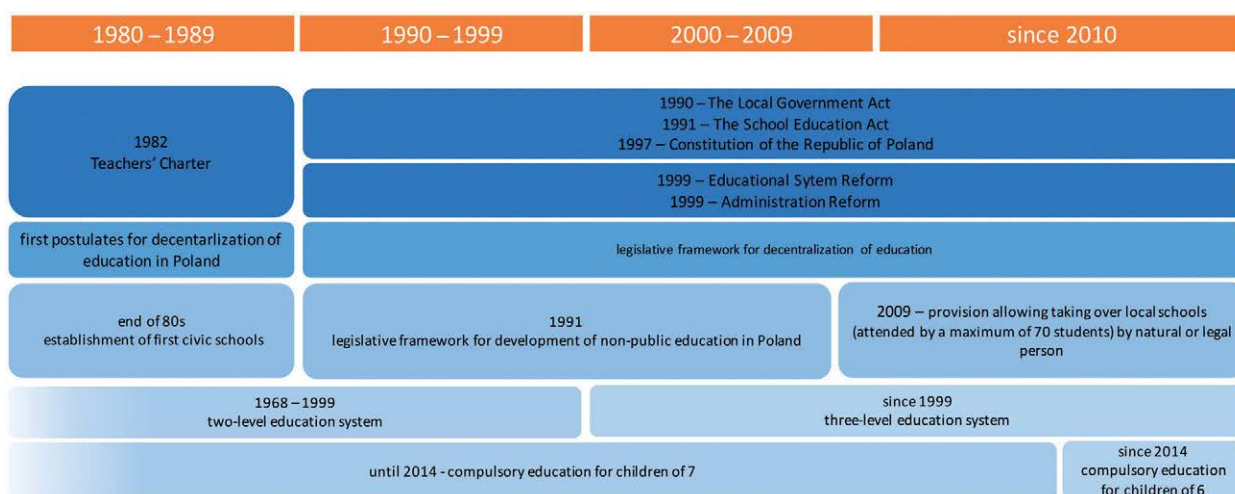 1980 – 1989
1990 – 1999
2000 – 2009
since 2010
1982
Teachers' Charter
1990 – The Local Government Act
1991 – The School Education Act
1997 – Constitution of the Republic of Poland
1999 – Educational Sytem Reform
1999 – Administration Reform
first postulates for decentarlization of
education in Poland
legislative framework for decentralization of education
end of 80s
establishment of first civic schools
1991
legislative framework for development of non-public education in Poland
2009 – provision allowing taking over local schools
(attended by a maximum of 70 students) by natural or legal
person
1968 – 1999
two-level education system
since 1999
three-level education system
until 2014 - compulsory education for children of 7
since 2014
compulsory education
for children of 6